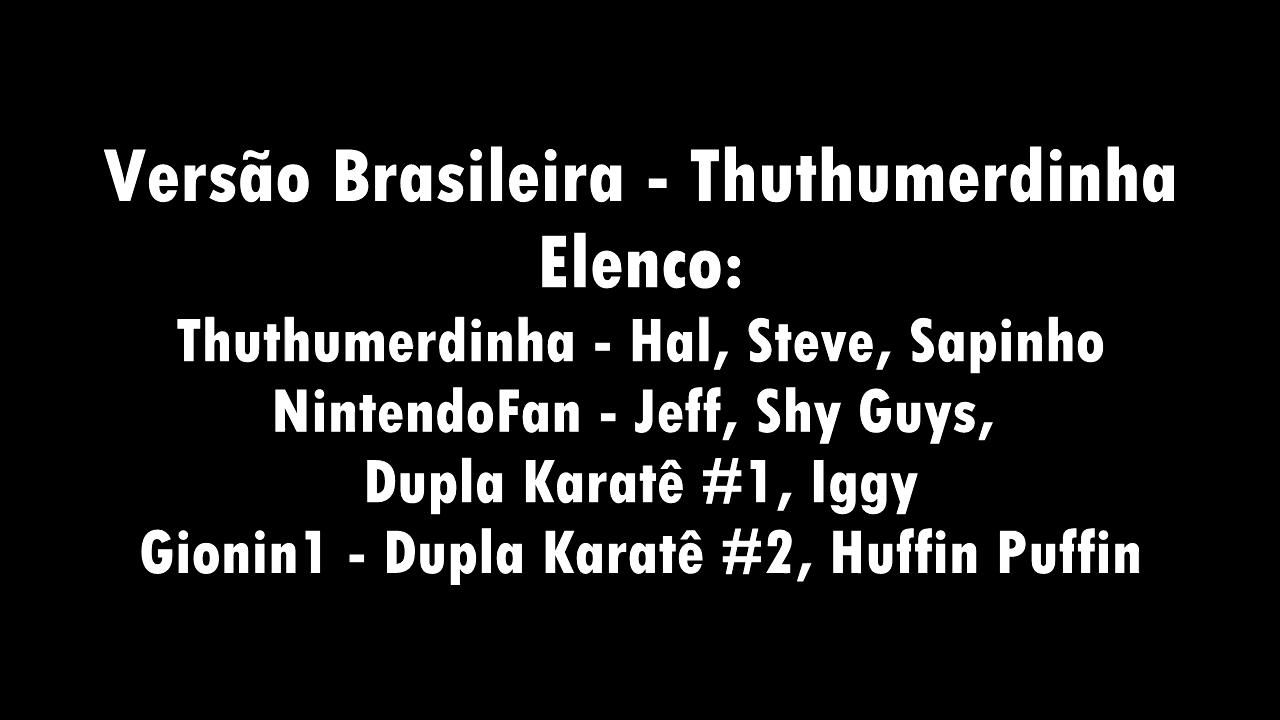 Versão Brasileira - Thuthumerdinha
Elenco:
Thuthumerdinha - Hal, Steve, Sapinho
NintendoFan - Jeff, Shy Guys,
Dupla Karatê #1, Iggy
Gionin1 - Dupla Karatê #2, Huffin Puffin